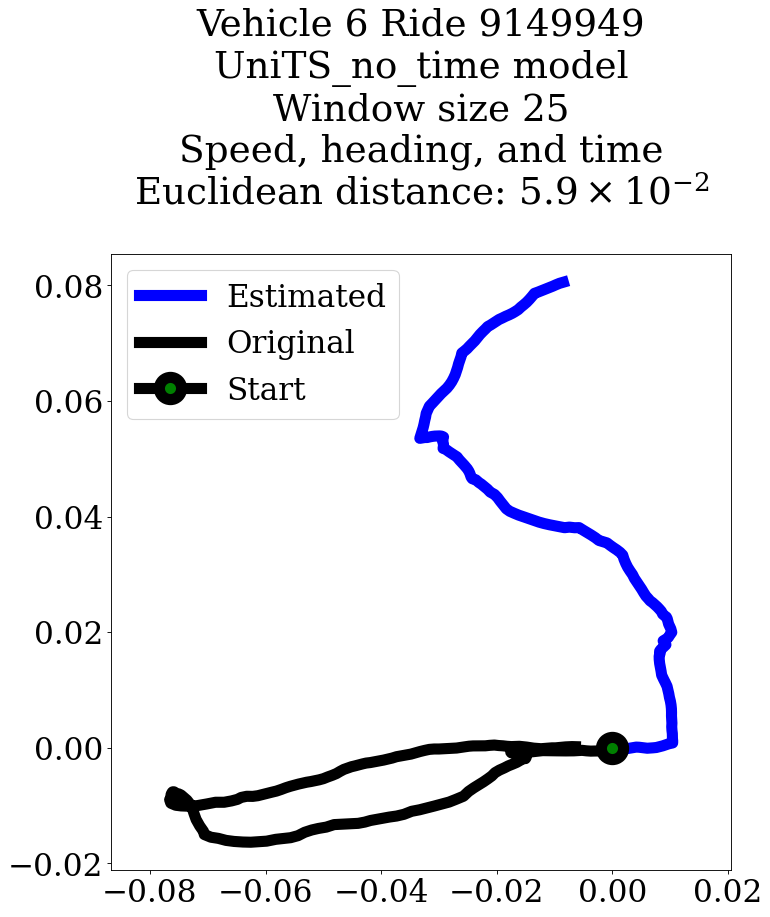 Vehicle 6 Ride 9149949
UniTS_no_time model
Window size 25
Speed, heading, and time
Euclidean distance: 5.9 × 10⁻²
Estimated
Original
Start
0.08
0.06
0.04
0.02
0.00
−0.02
−0.08 −0.06 −0.04 −0.02 0.00 0.02